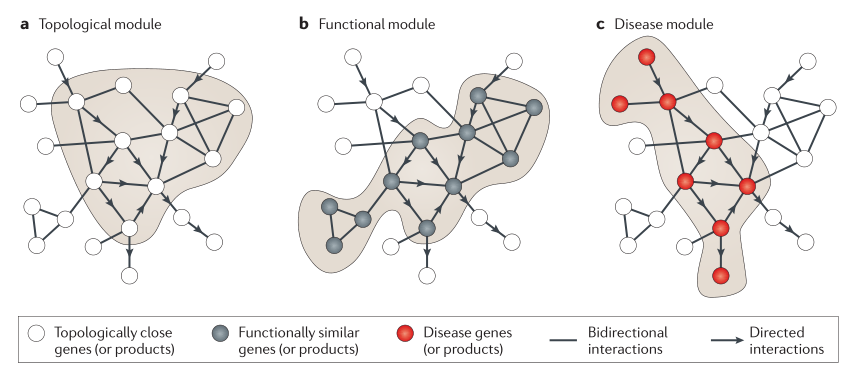 a Topological module
b Functional module
c Disease module
Topologically close
genes (or products)
Functionally similar
genes (or products)
Disease genes
(or products)
Bidirectional
interactions
Directed
interactions